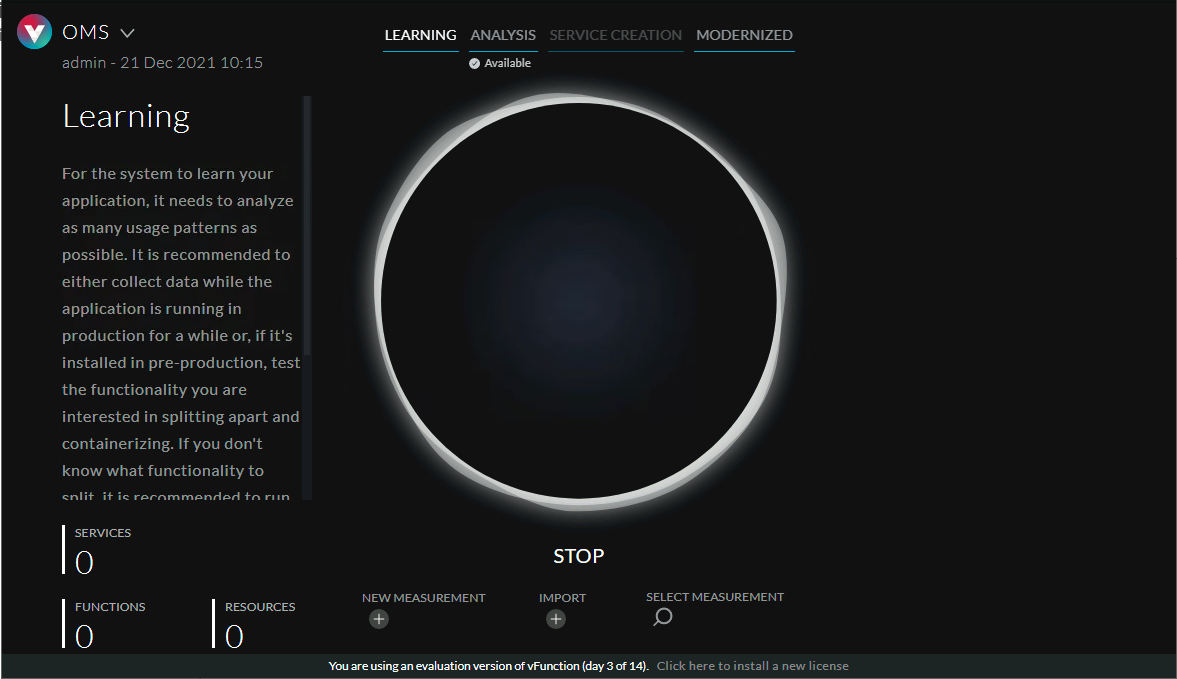 OMS
admin - 21 Dec 2021 10:15
LEARNING ANALYSIS SERVICE CREATION MODERNIZED
Available
Learning
For the system to learn your
application, it needs to analyze
as many usage patterns as
possible. It is recommended to
either collect data while the
application is running in
production for a while or, if it's
installed in pre-production, test
the functionality you are
interested in splitting apart and
containerizing. If you don't
know what functionality to
split, it is recommended to run
SERVICES
0
FUNCTIONS
0
RESOURCES
0
STOP
NEW MEASUREMENT
IMPORT
SELECT MEASUREMENT
You are using an evaluation version of vFunction (day 3 of 14). Click here to install a new license